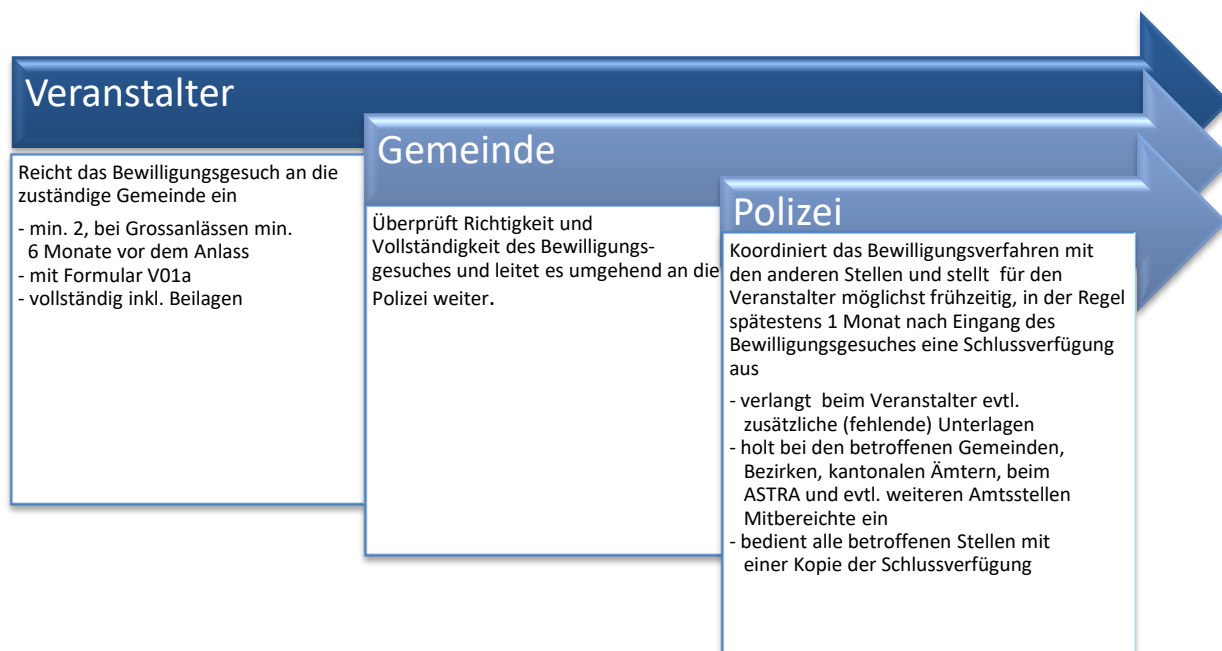 Veranstalter
Reicht das Bewilligungsgesuch an die
zuständige Gemeinde ein
- min. 2, bei Grossanlässen min.
6 Monate vor dem Anlass
- mit Formular V01a
- vollständig inkl. Beilagen
Gemeinde
Überprüft Richtigkeit und
Vollständigkeit des Bewilligungs-
gesuches und leitet es umgehend an die
Polizei weiter.
Polizei
Koordiniert das Bewilligungsverfahren mit
den anderen Stellen und stellt für den
Veranstalter möglichst frühzeitig, in der Regel
spätestens 1 Monat nach Eingang des
Bewilligungsgesuches eine Schlussverfügung
aus
- verlangt beim Veranstalter evtl.
zusätzliche (fehlende) Unterlagen
- holt bei den betroffenen Gemeinden,
Bezirken, kantonalen Ämtern, beim
ASTRA und evtl. weiteren Amtsstellen
Mitbereichte ein
- bedient alle betroffenen Stellen mit
einer Kopie der Schlussverfügung